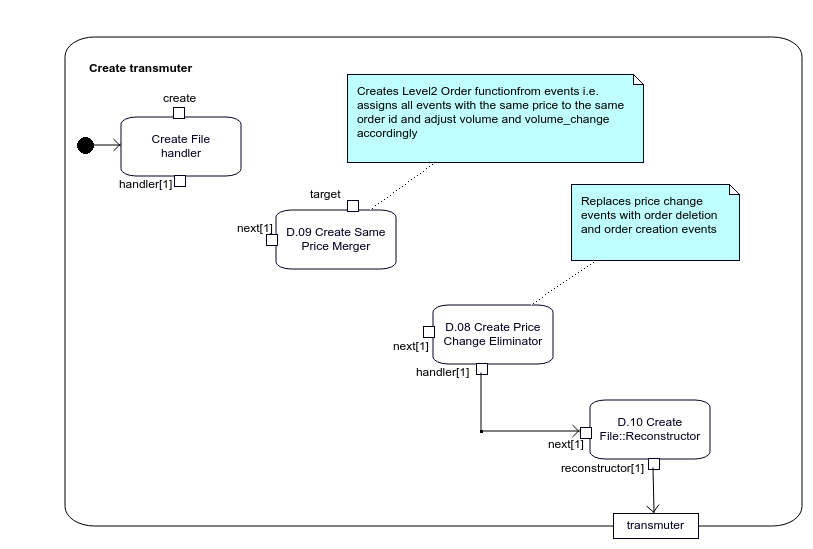 Create transmuter
create
Create File
handler
handler[1]
Creates Level2 Order functionfrom events i.e.
assigns all events with the same price to the same
order id and adjust volume and volume_change
accordingly
target
next[1]
D.09 Create Same
Price Merger
Replaces price change
events with order deletion
and order creation events
D.08 Create Price
Change Eliminator
next[1]
handler[1]
D.10 Create
File::Reconstructor
next[1]
reconstructor[1]
transmuter